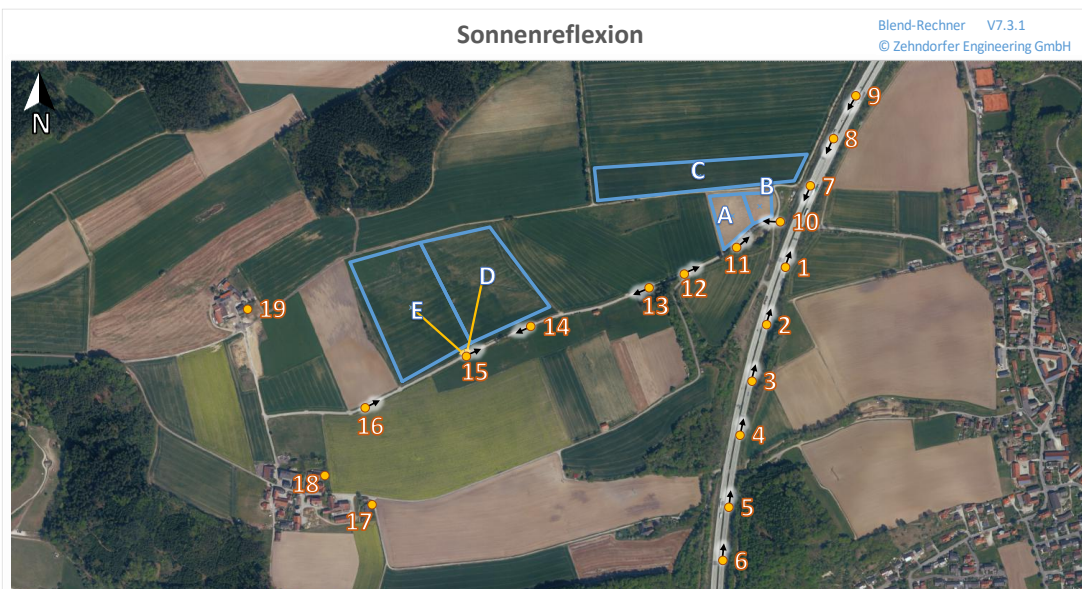 Sonnenreflexion
Blend-Rechner V7.3.1
© Zehndorfer Engineering GmbH
N
9
8
C
7
B
A
10
11
1
D
12
13
E
19
14
2
15
3
16
4
18
17
5
6